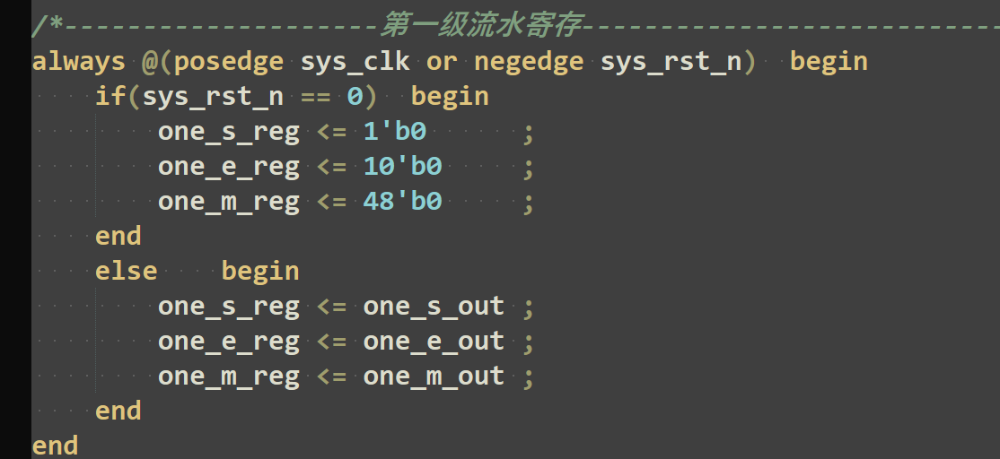 /*--------------------第一级流水寄存---------------------------
always @(posedge sys_clk or negedge sys_rst_n)  begin
    if(sys_rst_n == 0)  begin
        one_s_reg <= 1'b0      ;
        one_e_reg <= 10'b0     ;
        one_m_reg <= 48'b0     ;
    end
    else    begin
        one_s_reg <= one_s_out ;
        one_e_reg <= one_e_out ;
        one_m_reg <= one_m_out ;
    end
end